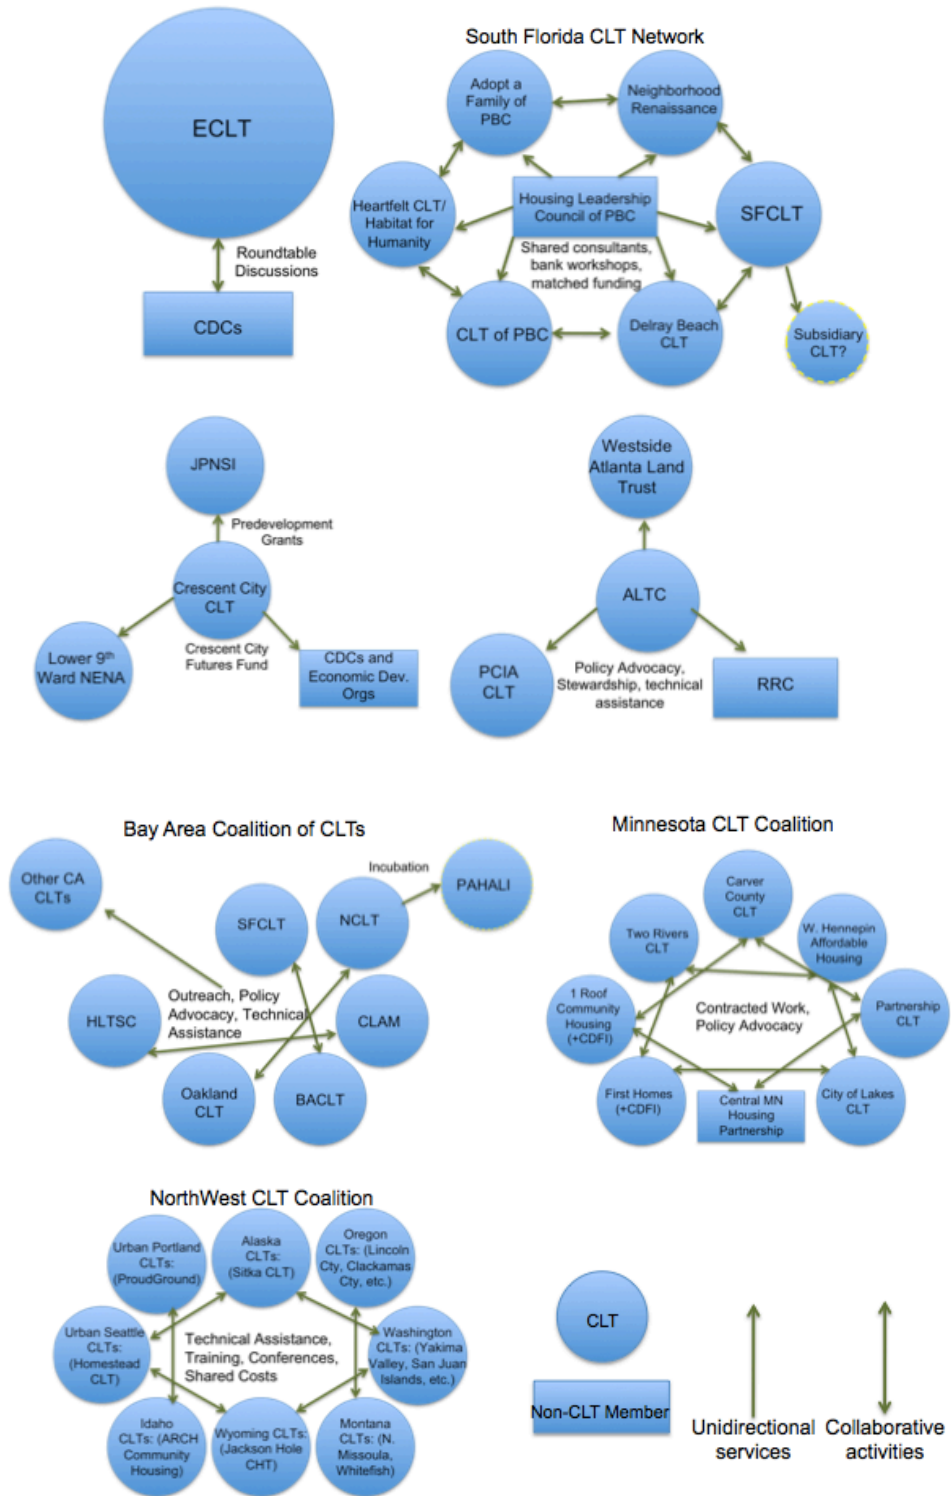 South Florida CLT Network
ECLT
Roundtable
Discussions
CDCs
Adopt a
Family of
PBC
Neighborhood
Renaissance
Heartfelt CLT/
Habitat for
Humanity
Housing Leadership
Council of PBC
SFCLT
Shared consultants,
bank workshops,
matched funding
CLT of PBC
Delray Beach
CLT
Subsidiary
CLT?
JPNSI
Predevelopment
Grants
Crescent City
CLT
Crescent City
Futures Fund
Lower 9th
Ward NENA
CDCs and
Economic Dev.
Orgs
Westside
Atlanta Land
Trust
ALTC
PCIA
CLT
Policy Advocacy,
Stewardship, technical
assistance
RRC
Bay Area Coalition of CLTs
Other CA
CLTs
SFCLT
NCLT
Incubation
PAHALI
HLTSC
Outreach, Policy
Advocacy, Technical
Assistance
CLAM
Oakland
CLT
BACLT
Minnesota CLT Coalition
Carver
County
CLT
Two Rivers
CLT
W. Hennepin
Affordable
Housing
1 Roof
Community
Housing
(+CDFI)
Contracted Work,
Policy Advocacy
Partnership
CLT
First Homes
(+CDFI)
Central MN
Housing
Partnership
City of Lakes
CLT
NorthWest CLT Coalition
Urban Portland
CLTs:
(ProudGround)
Alaska
CLTs:
(Sitka CLT)
Oregon
CLTs: (Lincoln
Cty, Clackamas
Cty, etc.)
Urban Seattle
CLTs:
(Homestead
CLT)
Technical Assistance,
Training, Conferences,
Shared Costs
Washington
CLTs: (Yakima
Valley, San Juan
Islands, etc.)
Idaho
CLTs: (ARCH
Community
Housing)
Wyoming CLTs:
(Jackson Hole
CHT)
Montana
CLTs: (N.
Missoula,
Whitefish)
CLT
Non-CLT Member
Unidirectional
services
Collaborative
activities